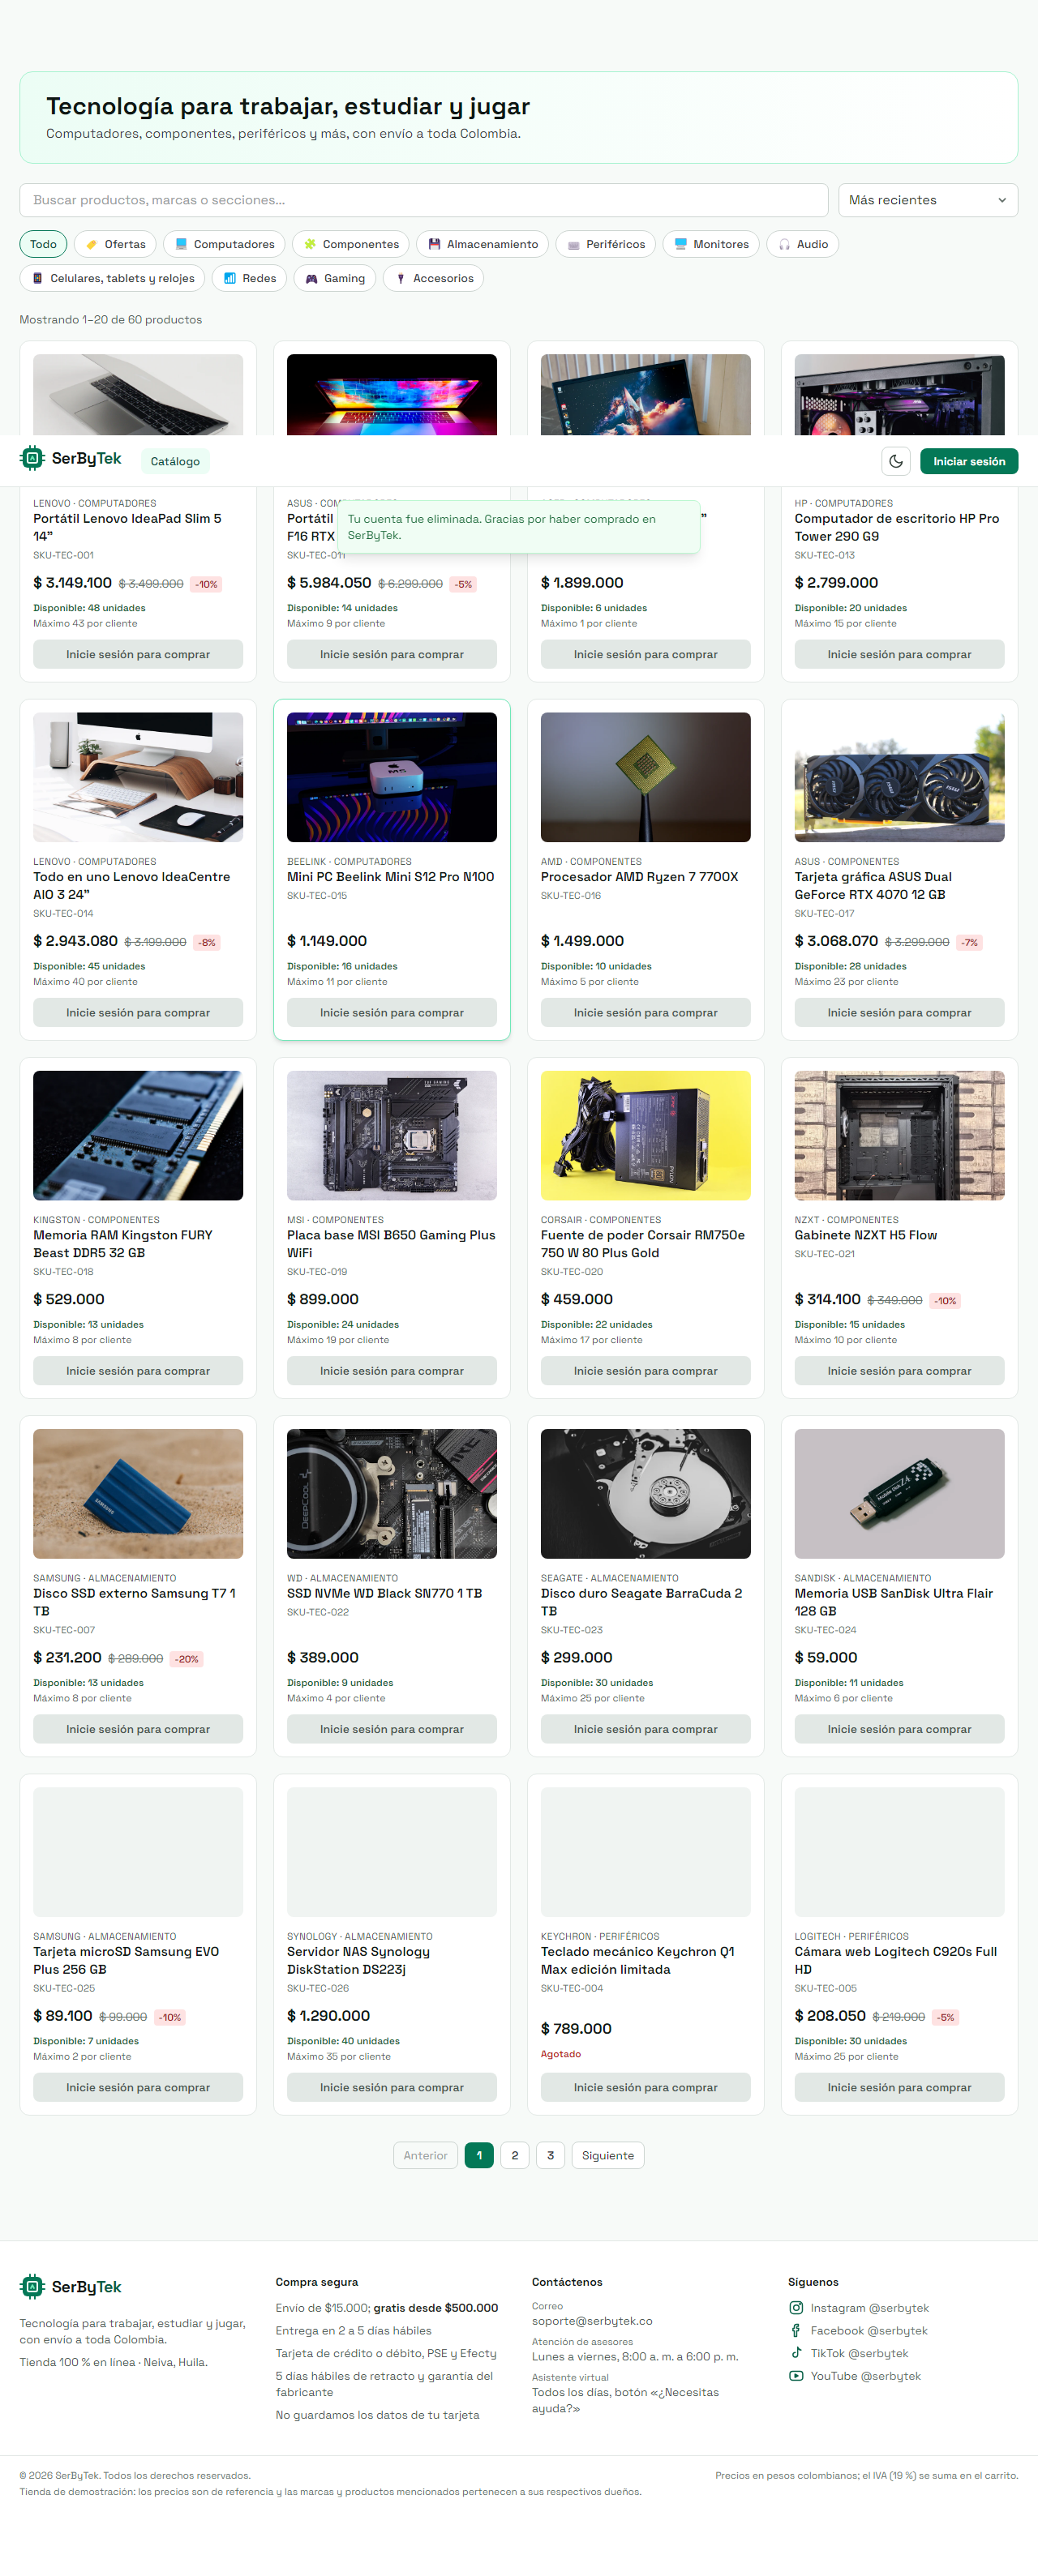 Tecnología para trabajar, estudiar y jugar
Computadores, componentes, periféricos y más, con envío a toda Colombia.
Buscar productos, marcas o secciones...
Más recientes
Todo
Ofertas
Computadores
Componentes
Almacenamiento
Periféricos
Monitores
Audio
Celulares, tablets y relojes
Redes
Gaming
Accesorios
Mostrando 1–20 de 60 productos
SerByTek
Catálogo
Iniciar sesión
Tu cuenta fue eliminada. Gracias por haber comprado en
SerByTek.
LENOVO · COMPUTADORES
Portátil Lenovo IdeaPad Slim 5
14"
SKU-TEC-001
$ 3.149.100 $ 3.499.000 -10%
Disponible: 48 unidades
Máximo 43 por cliente
Inicie sesión para comprar
ASUS · COM
Portátil
F16 RTX
SKU-TEC-011
$ 5.984.050 $ 6.299.000 -5%
Disponible: 14 unidades
Máximo 9 por cliente
Inicie sesión para comprar
"
$ 1.899.000
Disponible: 6 unidades
Máximo 1 por cliente
Inicie sesión para comprar
HP · COMPUTADORES
Computador de escritorio HP Pro
Tower 290 G9
SKU-TEC-013
$ 2.799.000
Disponible: 20 unidades
Máximo 15 por cliente
Inicie sesión para comprar
LENOVO · COMPUTADORES
Todo en uno Lenovo IdeaCentre
AIO 3 24"
SKU-TEC-014
$ 2.943.080 $ 3.199.000 -8%
Disponible: 45 unidades
Máximo 40 por cliente
Inicie sesión para comprar
BEELINK · COMPUTADORES
Mini PC Beelink Mini S12 Pro N100
SKU-TEC-015
$ 1.149.000
Disponible: 16 unidades
Máximo 11 por cliente
Inicie sesión para comprar
AMD · COMPONENTES
Procesador AMD Ryzen 7 7700X
SKU-TEC-016
$ 1.499.000
Disponible: 10 unidades
Máximo 5 por cliente
Inicie sesión para comprar
ASUS · COMPONENTES
Tarjeta gráfica ASUS Dual
GeForce RTX 4070 12 GB
SKU-TEC-017
$ 3.068.070 $ 3.299.000 -7%
Disponible: 28 unidades
Máximo 23 por cliente
Inicie sesión para comprar
KINGSTON · COMPONENTES
Memoria RAM Kingston FURY
Beast DDR5 32 GB
SKU-TEC-018
$ 529.000
Disponible: 13 unidades
Máximo 8 por cliente
Inicie sesión para comprar
MSI · COMPONENTES
Placa base MSI B650 Gaming Plus
WiFi
SKU-TEC-019
$ 899.000
Disponible: 24 unidades
Máximo 19 por cliente
Inicie sesión para comprar
CORSAIR · COMPONENTES
Fuente de poder Corsair RM750e
750 W 80 Plus Gold
SKU-TEC-020
$ 459.000
Disponible: 22 unidades
Máximo 17 por cliente
Inicie sesión para comprar
NZXT · COMPONENTES
Gabinete NZXT H5 Flow
SKU-TEC-021
$ 314.100 $ 349.000 -10%
Disponible: 15 unidades
Máximo 10 por cliente
Inicie sesión para comprar
SAMSUNG · ALMACENAMIENTO
Disco SSD externo Samsung T7 1
TB
SKU-TEC-007
$ 231.200 $ 289.000 -20%
Disponible: 13 unidades
Máximo 8 por cliente
Inicie sesión para comprar
WD · ALMACENAMIENTO
SSD NVMe WD Black SN770 1 TB
SKU-TEC-022
$ 389.000
Disponible: 9 unidades
Máximo 4 por cliente
Inicie sesión para comprar
SEAGATE · ALMACENAMIENTO
Disco duro Seagate BarraCuda 2
TB
SKU-TEC-023
$ 299.000
Disponible: 30 unidades
Máximo 25 por cliente
Inicie sesión para comprar
SANDISK · ALMACENAMIENTO
Memoria USB SanDisk Ultra Flair
128 GB
SKU-TEC-024
$ 59.000
Disponible: 11 unidades
Máximo 6 por cliente
Inicie sesión para comprar
SAMSUNG · ALMACENAMIENTO
Tarjeta microSD Samsung EVO
Plus 256 GB
SKU-TEC-025
$ 89.100 $ 99.000 -10%
Disponible: 7 unidades
Máximo 2 por cliente
Inicie sesión para comprar
SYNOLOGY · ALMACENAMIENTO
Servidor NAS Synology
DiskStation DS223j
SKU-TEC-026
$ 1.290.000
Disponible: 40 unidades
Máximo 35 por cliente
Inicie sesión para comprar
KEYCHRON · PERIFÉRICOS
Teclado mecánico Keychron Q1
Max edición limitada
SKU-TEC-004
$ 789.000
Agotado
Inicie sesión para comprar
LOGITECH · PERIFÉRICOS
Cámara web Logitech C920s Full
HD
SKU-TEC-005
$ 208.050 $ 219.000 -5%
Disponible: 30 unidades
Máximo 25 por cliente
Inicie sesión para comprar
Anterior 1 2 3 Siguiente
SerByTek
Tecnología para trabajar, estudiar y jugar,
con envío a toda Colombia.
Tienda 100 % en línea · Neiva, Huila.
Compra segura
Envío de $15.000; gratis desde $500.000
Entrega en 2 a 5 días hábiles
Tarjeta de crédito o débito, PSE y Efecty
5 días hábiles de retracto y garantía del
fabricante
No guardamos los datos de tu tarjeta
Contáctenos
Correo
soporte@serbytek.co
Atención de asesores
Lunes a viernes, 8:00 a. m. a 6:00 p. m.
Asistente virtual
Todos los días, botón «¿Necesitas
ayuda?»
Síguenos
Instagram @serbytek
Facebook @serbytek
TikTok @serbytek
YouTube @serbytek
© 2026 SerByTek. Todos los derechos reservados.
Precios en pesos colombianos; el IVA (19 %) se suma en el carrito.
Tienda de demostración: los precios son de referencia y las marcas y productos mencionados pertenecen a sus respectivos dueños.